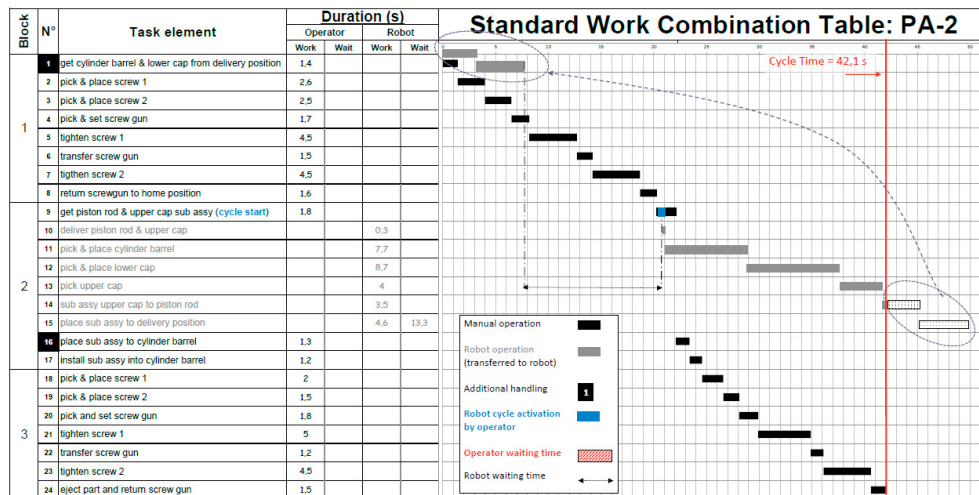 Standard Work Combination Table: PA-2
Block N° Task element Duration (s)
Operator Robot
Work Wait Work Wait
0 5 10 15 20 25 30 35 40 45 50
Cycle Time = 42,1 s
1
1 get cylinder barrel & lower cap from delivery position 1,4
2 pick & place screw 1 2,6
3 pick & place screw 2 2,5
4 pick & set screw gun 1,7
5 tighten screw 1 4,5
6 transfer screw gun 1,5
7 tigthen screw 2 4,5
8 return screwgun to home position 1,6
2
9 get piston rod & upper cap sub assy (cycle start) 1,8
10 deliver piston rod & upper cap 0,3
11 pick & place cylinder barrel 7,7
12 pick & place lower cap 8,7
13 pick upper cap 4
14 sub assy upper cap to piston rod 3,5
15 place sub assy to delivery position 4,6 13,3
16 place sub assy to cylinder barrel 1,3
17 install sub assy into cylinder barrel 1,2
3
18 pick & place screw 1 2
19 pick & place screw 2 1,5
20 pick and set screw gun 1,8
21 tighten screw 1 5
22 transfer screw gun 1,2
23 tighten screw 2 4,5
24 eject part and return screw gun 1,5
Manual operation
Robot operation
(transferred to robot)
Additional handling 1
Robot cycle activation
by operator
Operator waiting time
Robot waiting time